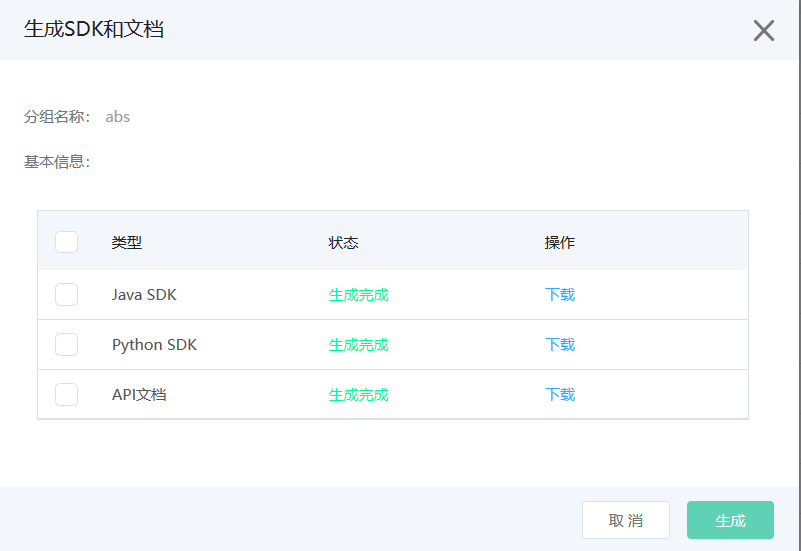 生成SDK和文档
分组名称： abs
基本信息：
类型 状态 操作
Java SDK 生成完成 下载
Python SDK 生成完成 下载
API文档 生成完成 下载
取 消 生成